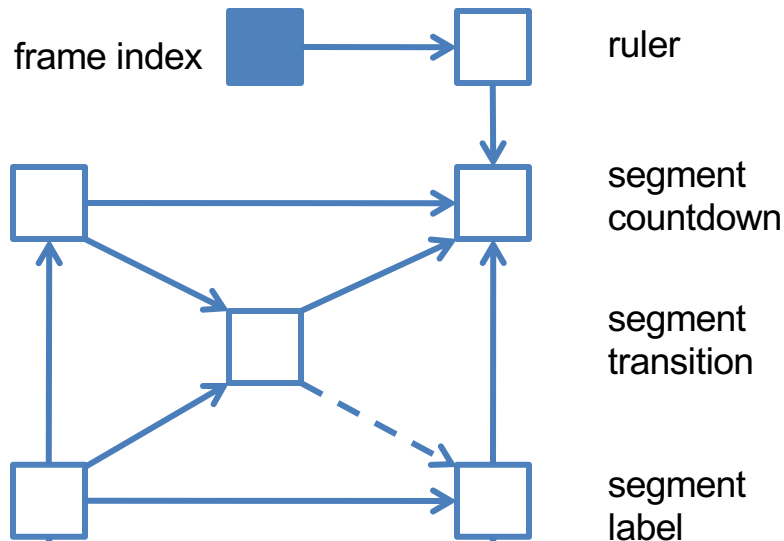 frame index
ruler
segment
countdown
segment
transition
segment
label